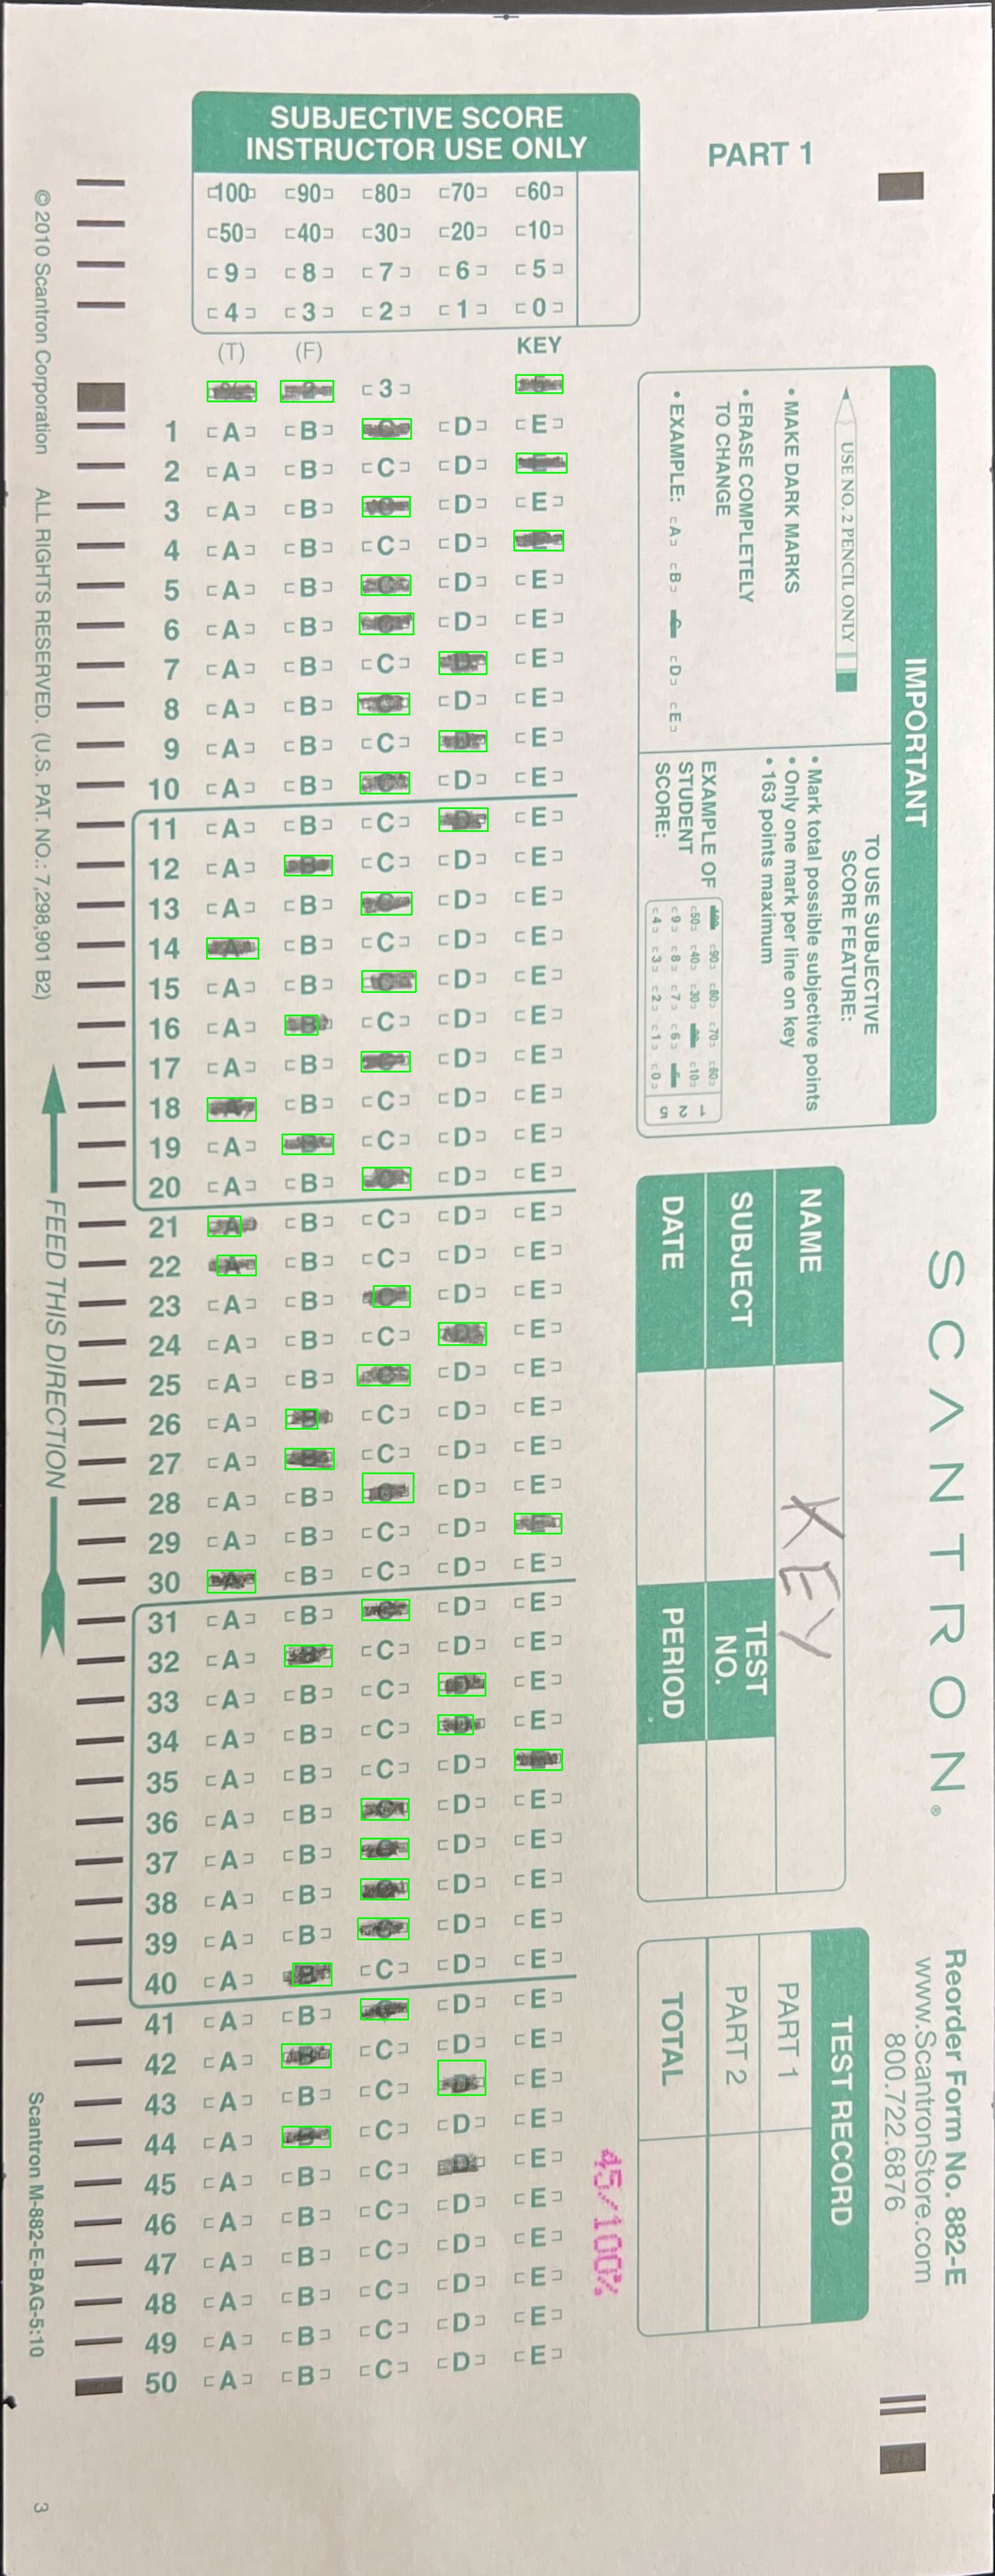 SUBJECTIVE SCORE
INSTRUCTOR USE ONLY
100 90 80 70 60
50 40 30 20 10
9 8 7 6 5
4 3 2 1 0
(T) (F) KEY
3
1 A B D E
2 A B C D
3 A B D E
4 A B C D
5 A B D E
6 A B D E
7 A B C E
8 A B D E
9 A B C E
10 A B D E
11 A B C D E
12 A B C D E
13 A B D E
14 A B C D E
15 A B C D E
16 A B C D E
17 A B D E
18 A B C D E
19 A B C D E
20 A B D E
21 A B C D E
22 A B C D E
23 A B C D E
24 A B C D E
25 A B D E
26 A B C D E
27 A B C D E
28 A B C D E
29 A B C D
30 A B C D E
31 A B C D E
32 A B C D E
33 A B C D E
34 A B C D E
35 A B C D
36 A B C D E
37 A B C D E
38 A B C D E
39 A B C D E
40 A B C D E
41 A B C D E
42 A B C D E
43 A B C D E
44 A B C D E
45 A B C D E
46 A B C D E
47 A B C D E
48 A B C D E
49 A B C D E
50 A B C D E
PART 1
IMPORTANT
USE NO. 2 PENCIL ONLY
• MAKE DARK MARKS
• ERASE COMPLETELY
TO CHANGE
• EXAMPLE: A B C D E
TO USE SUBJECTIVE
SCORE FEATURE:
• Mark total possible subjective points
• Only one mark per line on key
• 163 points maximum
EXAMPLE OF
STUDENT
SCORE:
90 80 70 60
50 40 30 10
9 8 7 6
4 3 2 1 0
1 2 5
SCANTRON®
NAME KEY
SUBJECT TEST NO.
DATE PERIOD
TEST RECORD
PART 1
PART 2
TOTAL
Reorder Form No. 882-E
www.ScantronStore.com
800.722.6876
45/100%
© 2010 Scantron Corporation ALL RIGHTS RESERVED. (U.S. PAT. NO.: 7,298,901 B2)
FEED THIS DIRECTION
Scantron M-882-E-BAG-5:10
3